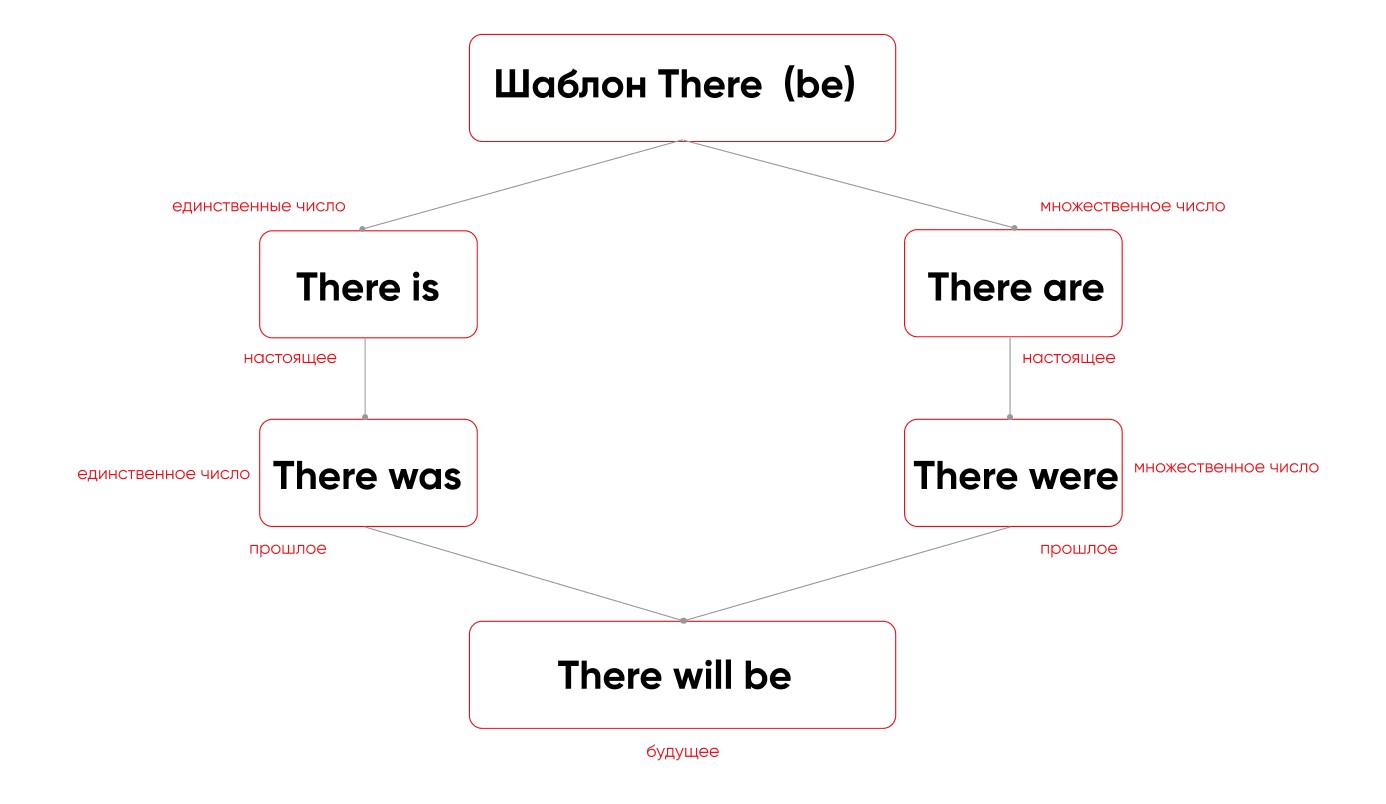 Шаблон There (be)
единственные число
множественное число
There is
There are
настоящее
настоящее
единственное число
There was
There were
множественное число
прошлое
прошлое
There will be
будущее